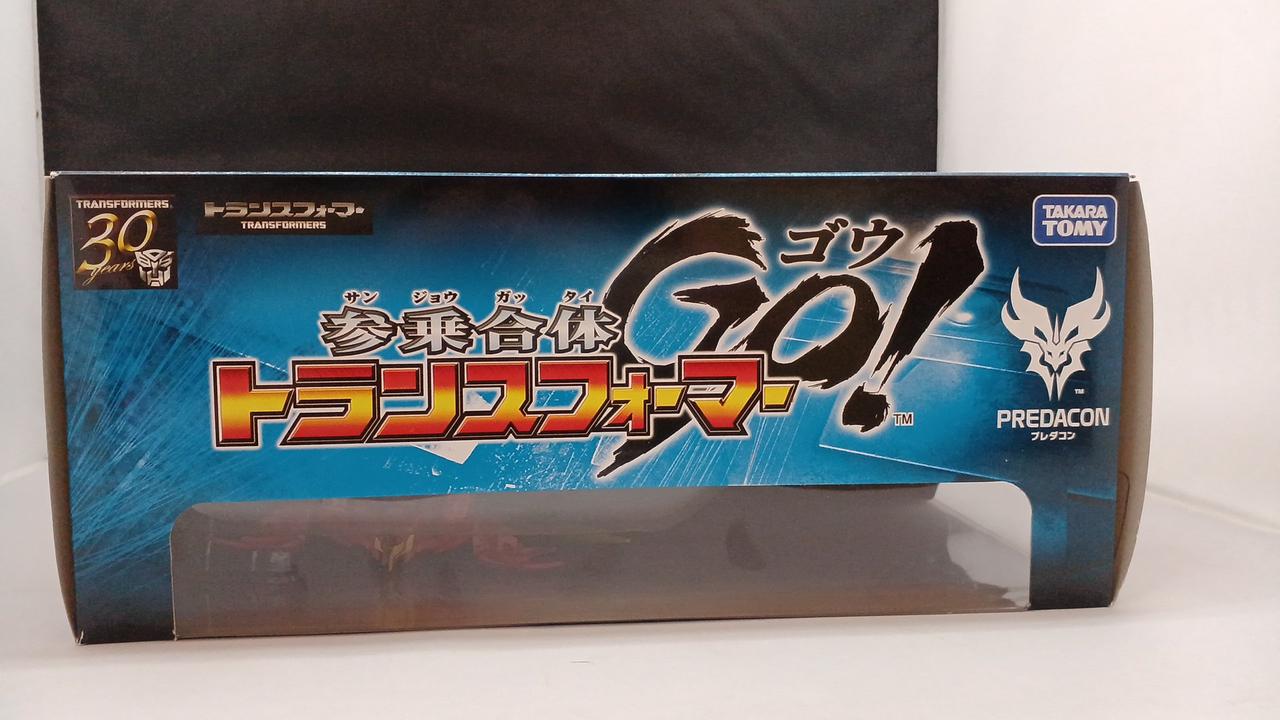 TRANSFORMERS
30
years
トランスフォーマー
TRANSFORMERS
TAKARA
TOMY
ゴウ
GO!
サン ジョウ ガッ タイ
参乗合体
トランスフォーマー
TM
TM
PREDACON
プレダコン